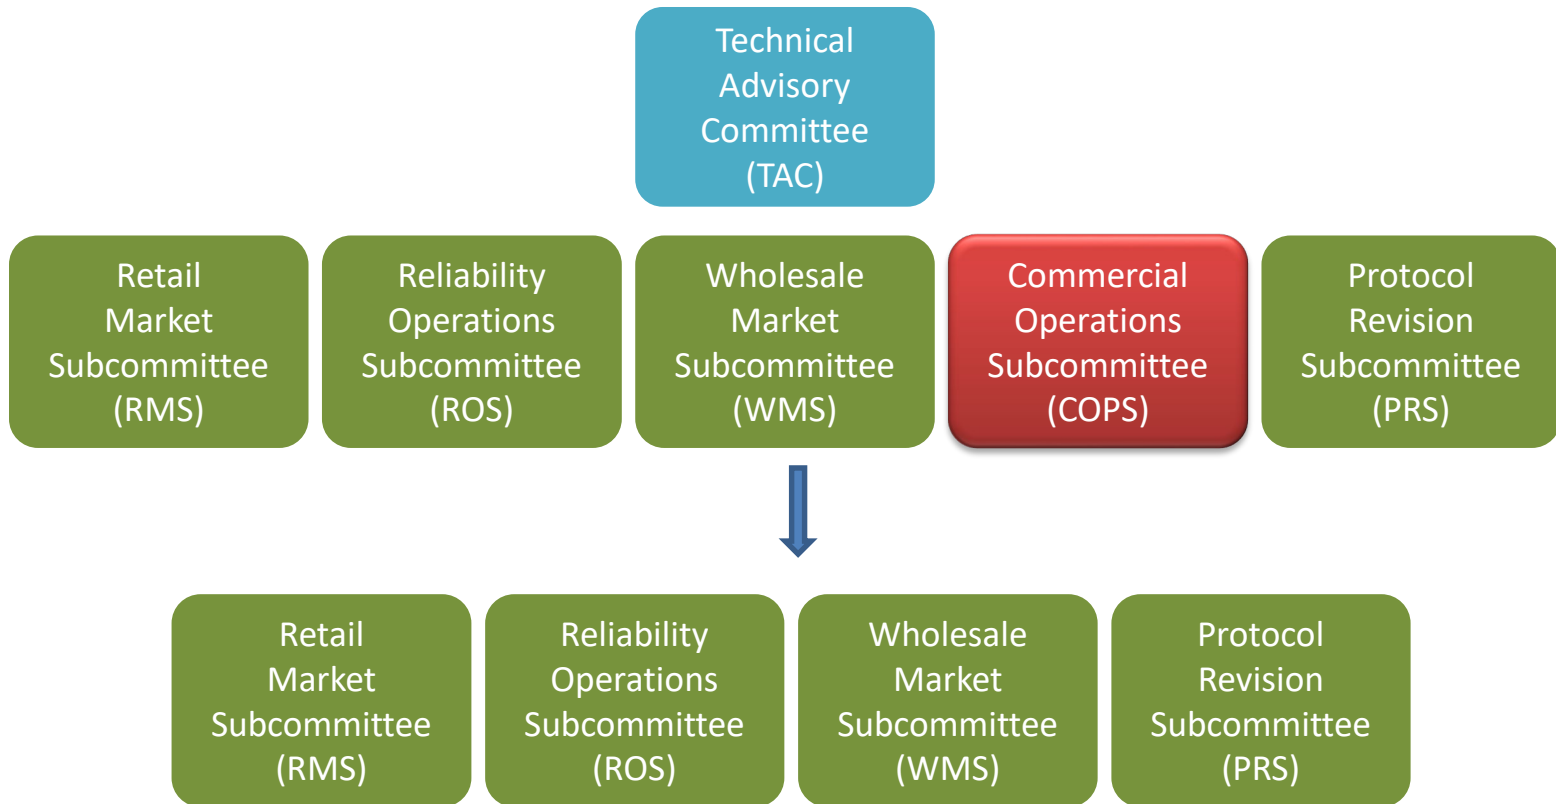 Technical
Advisory
Committee
(TAC)
Retail
Market
Subcommittee
(RMS)
Reliability
Operations
Subcommittee
(ROS)
Wholesale
Market
Subcommittee
(WMS)
Commercial
Operations
Subcommittee
(COPS)
Protocol
Revision
Subcommittee
(PRS)
Retail
Market
Subcommittee
(RMS)
Reliability
Operations
Subcommittee
(ROS)
Wholesale
Market
Subcommittee
(WMS)
Protocol
Revision
Subcommittee
(PRS)